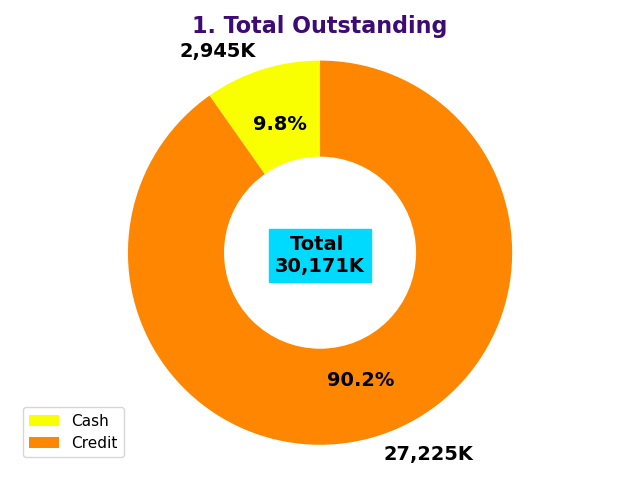 1. Total Outstanding
2,945K
9.8%
Total
30,171K
90.2%
27,225K
Cash
Credit